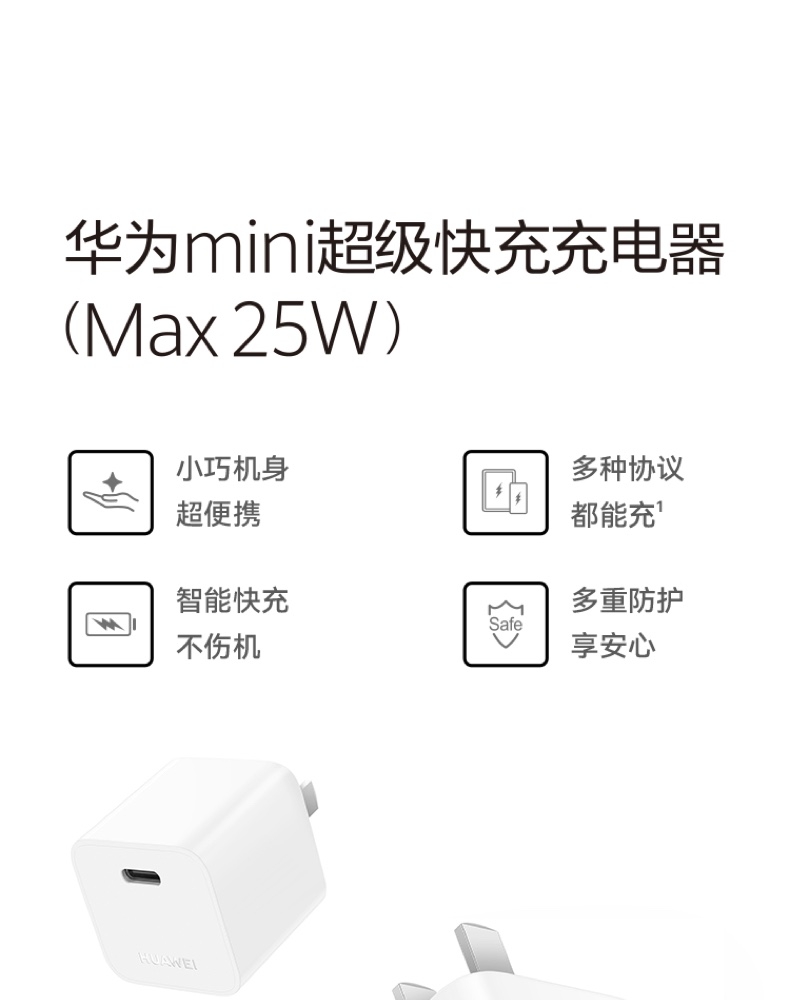 华为mini超级快充充电器
(Max 25W)
小巧机身
超便携
多种协议
都能充¹
智能快充
不伤机
Safe
多重防护
享安心
HUAWEI